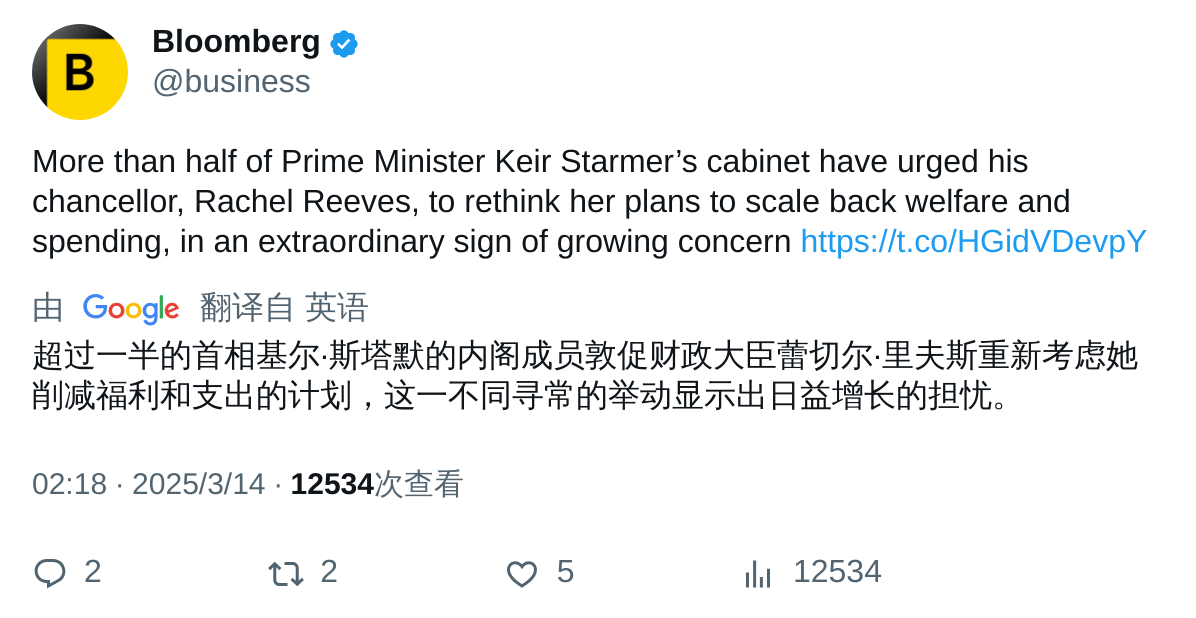 B
Bloomberg
@business
More than half of Prime Minister Keir Starmer’s cabinet have urged his
chancellor, Rachel Reeves, to rethink her plans to scale back welfare and
spending, in an extraordinary sign of growing concern https://t.co/HGidVDevpY
由 Google 翻译自 英语
超过一半的首相基尔·斯塔默的内阁成员敦促财政大臣蕾切尔·里夫斯重新考虑她
削减福利和支出的计划，这一不同寻常的举动显示出日益增长的担忧。
02:18 · 2025/3/14 · 12534次查看
2 2 5 12534